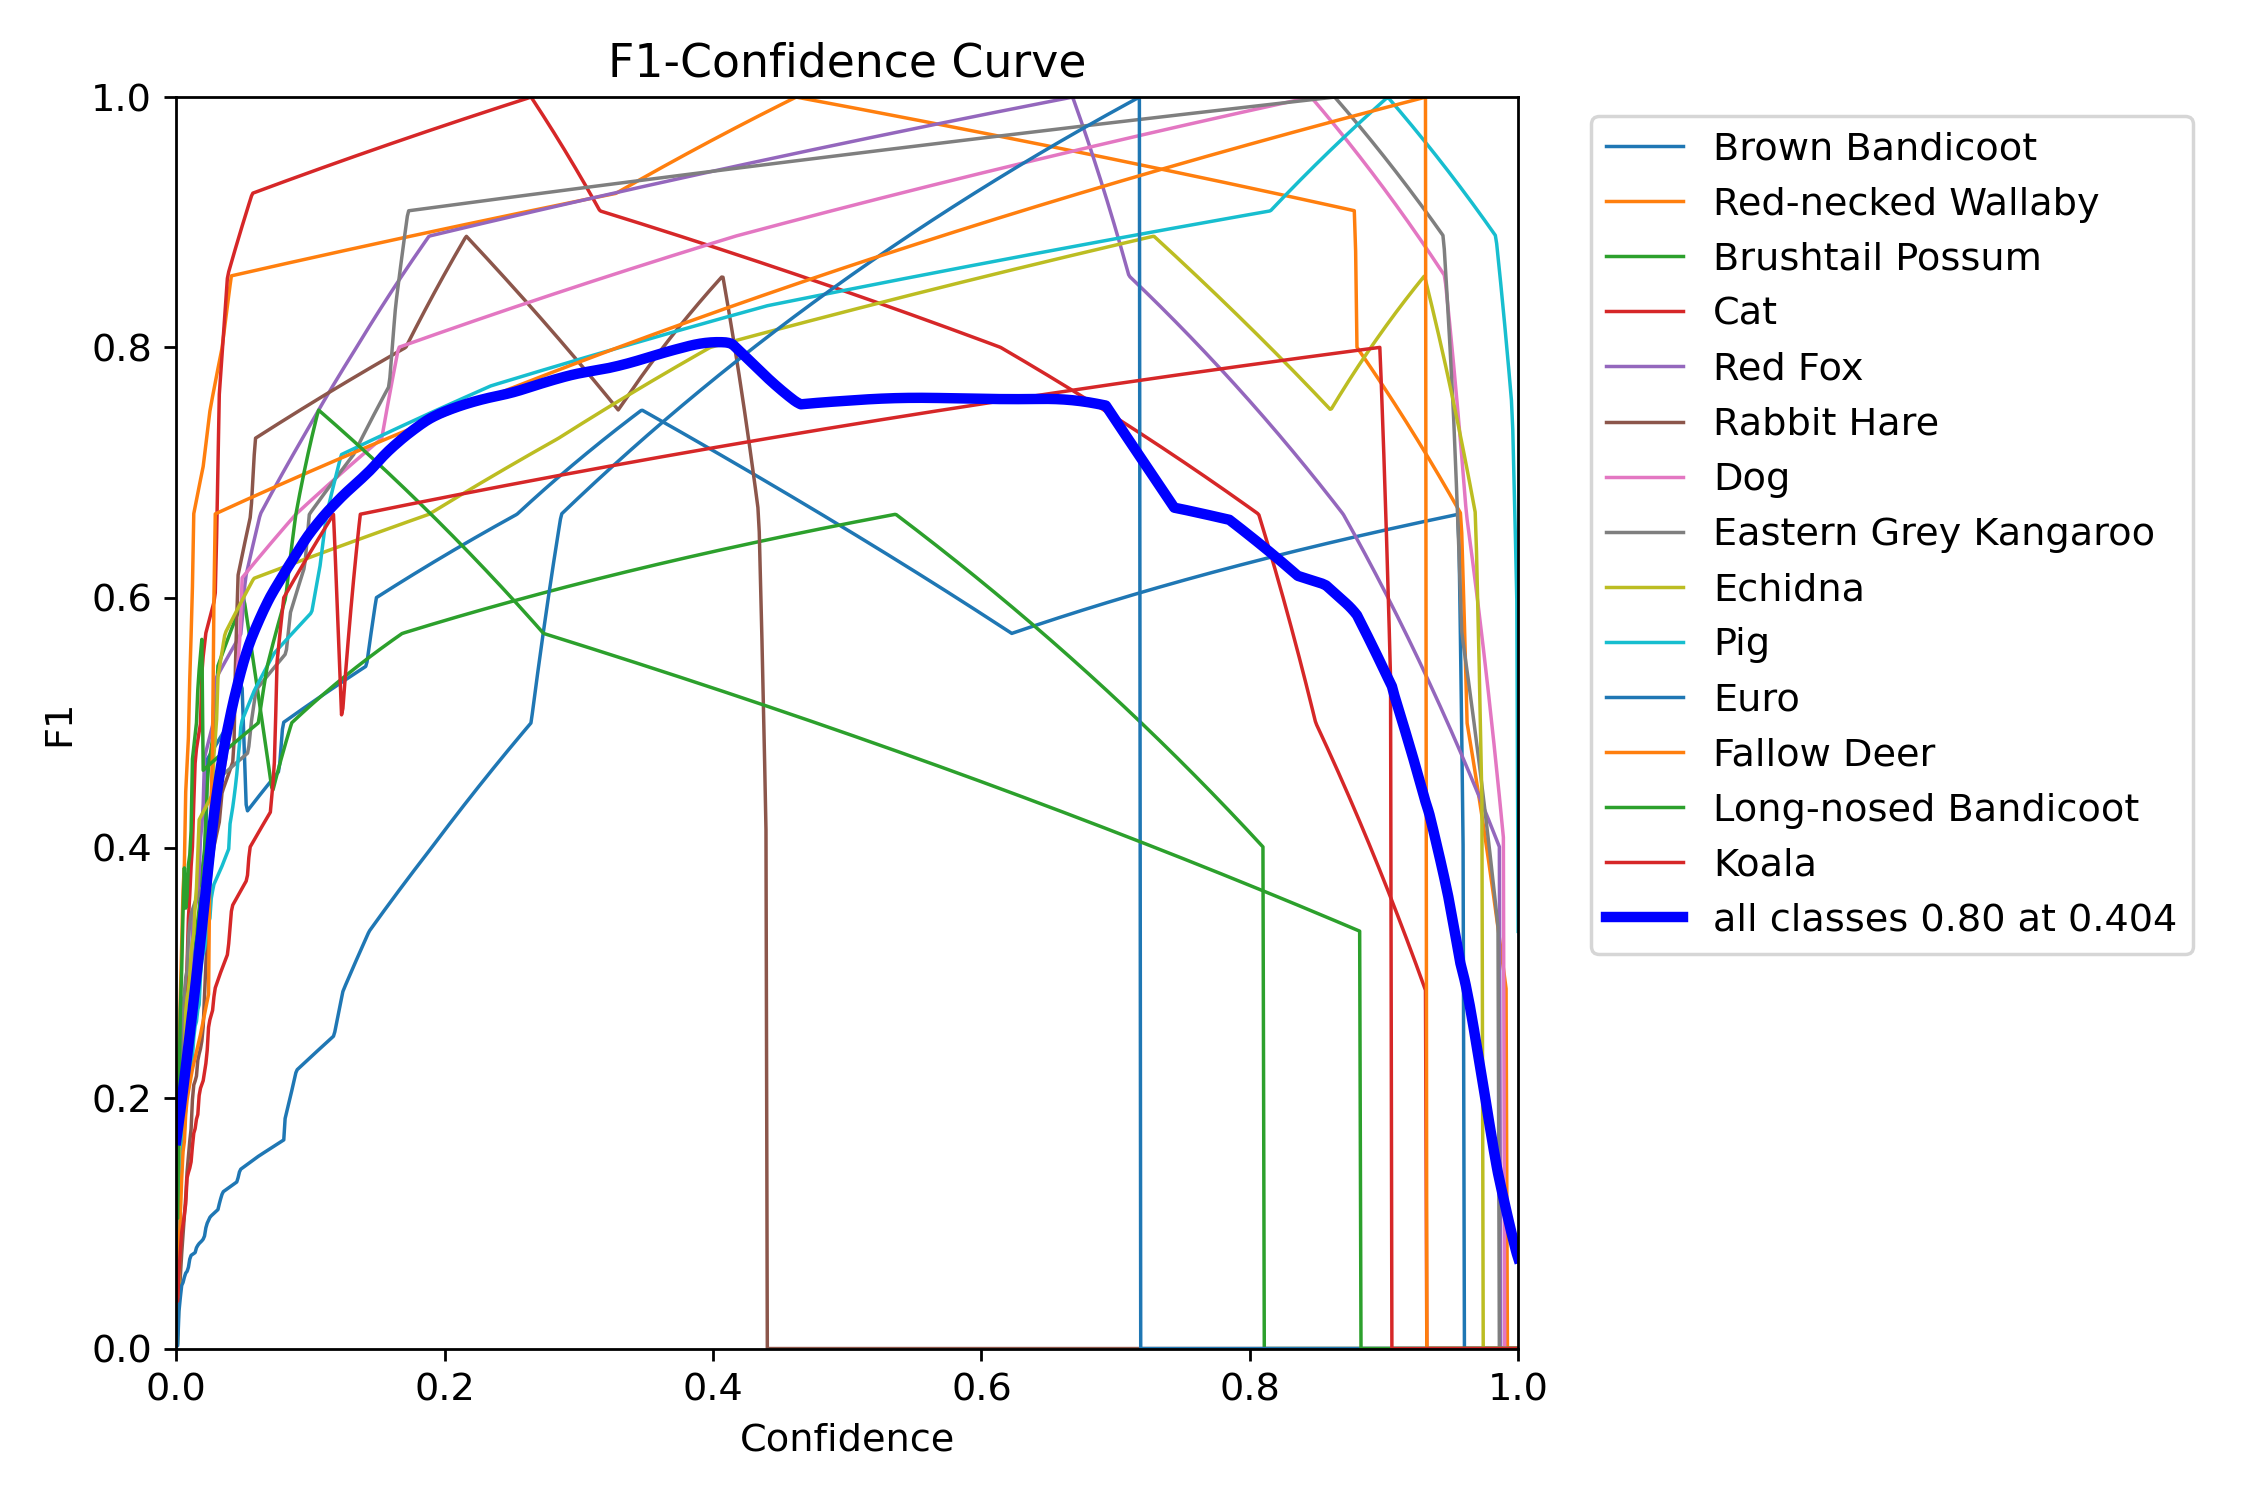 F1-Confidence Curve
1.0
0.8
0.6
0.4
0.2
0.0
F1
0.0 0.2 0.4 0.6 0.8 1.0
Confidence
Brown Bandicoot
Red-necked Wallaby
Brushtail Possum
Cat
Red Fox
Rabbit Hare
Dog
Eastern Grey Kangaroo
Echidna
Pig
Euro
Fallow Deer
Long-nosed Bandicoot
Koala
all classes 0.80 at 0.404